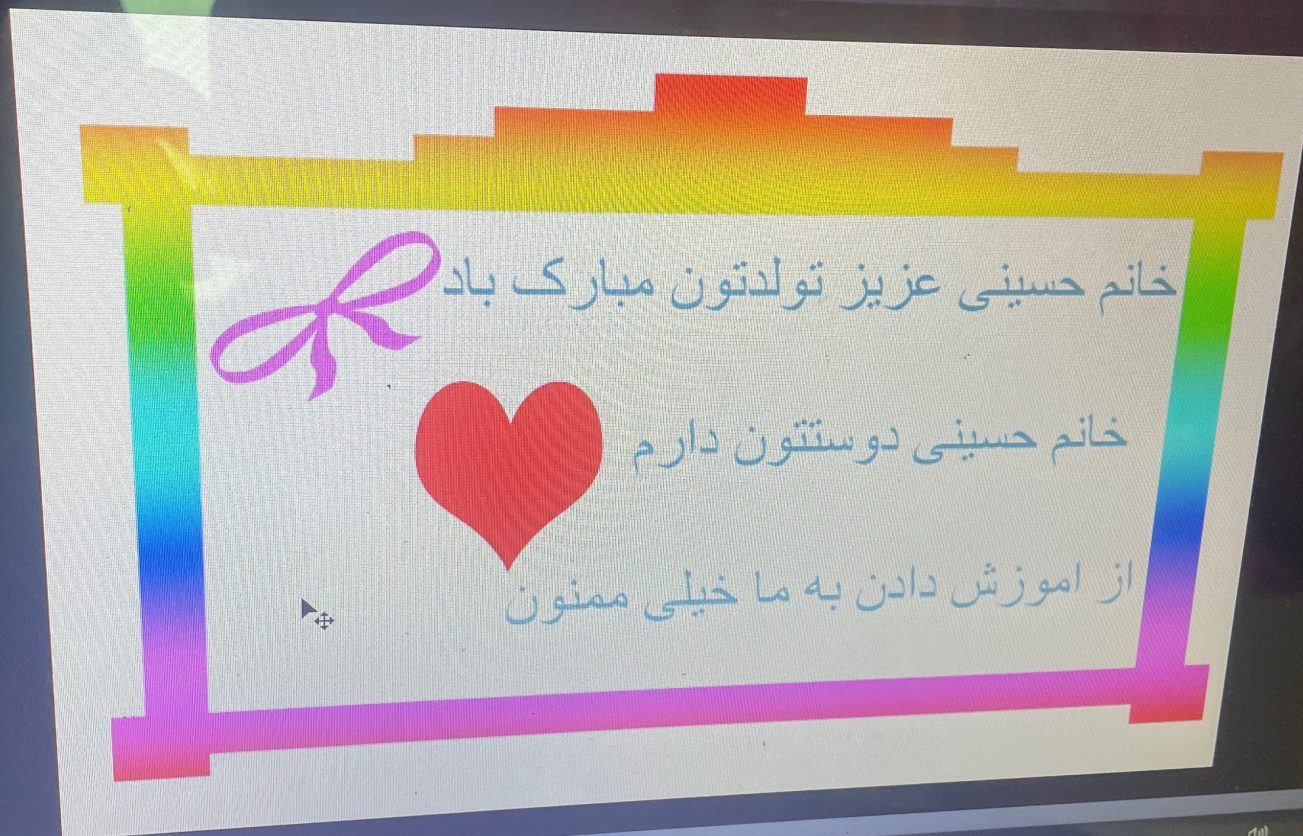 خانم حسینی عزیز تولدتون مبارک باد
خانم حسینی دوستتون دارم
از اموزش دادن به ما خیلی ممنون